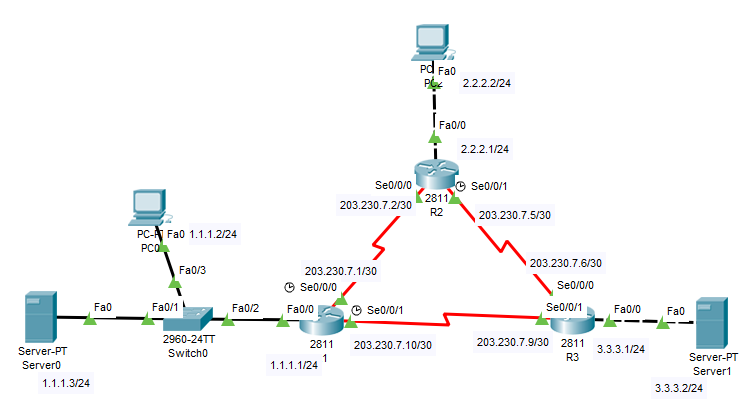 PC
Fa0
PC2
2.2.2.2/24
Fa0/0
2.2.2.1/24
Se0/0/0
2811
R2
Se0/0/1
203.230.7.2/30
203.230.7.5/30
PC-PT
PC0
Fa0
1.1.1.2/24
Fa0/3
203.230.7.1/30
Se0/0/0
203.230.7.6/30
Se0/0/0
Fa0
Fa0/1
Fa0/2
Fa0/0
Se0/0/1
Se0/0/1
Fa0/0
Fa0
Server-PT
Server0
2960-24TT
Switch0
2811
1
1.1.1.1/24
203.230.7.10/30
203.230.7.9/30
2811
R3
3.3.3.1/24
Server-PT
Server1
1.1.1.3/24
3.3.3.2/24